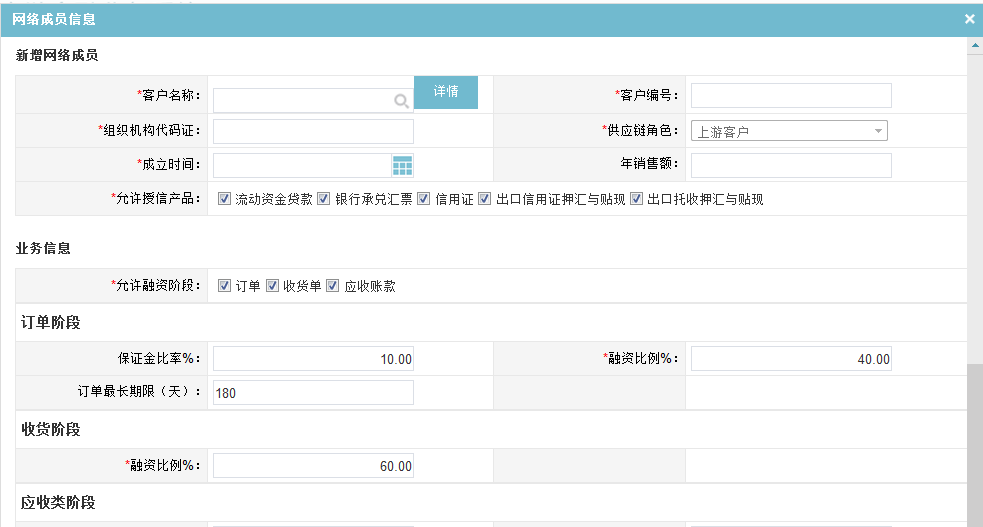 网络成员信息
新增网络成员
*客户名称： 详情 *客户编号：
*组织机构代码证： *供应链角色： 上游客户
*成立时间： 年销售额：
*允许授信产品： 流动资金贷款 银行承兑汇票 信用证 出口信用证押汇与贴现 出口托收押汇与贴现
业务信息
*允许融资阶段： 订单 收货单 应收账款
订单阶段
保证金比率%： 10.00 *融资比例%： 40.00
订单最长期限（天）： 180
收货阶段
*融资比例%： 60.00
应收类阶段